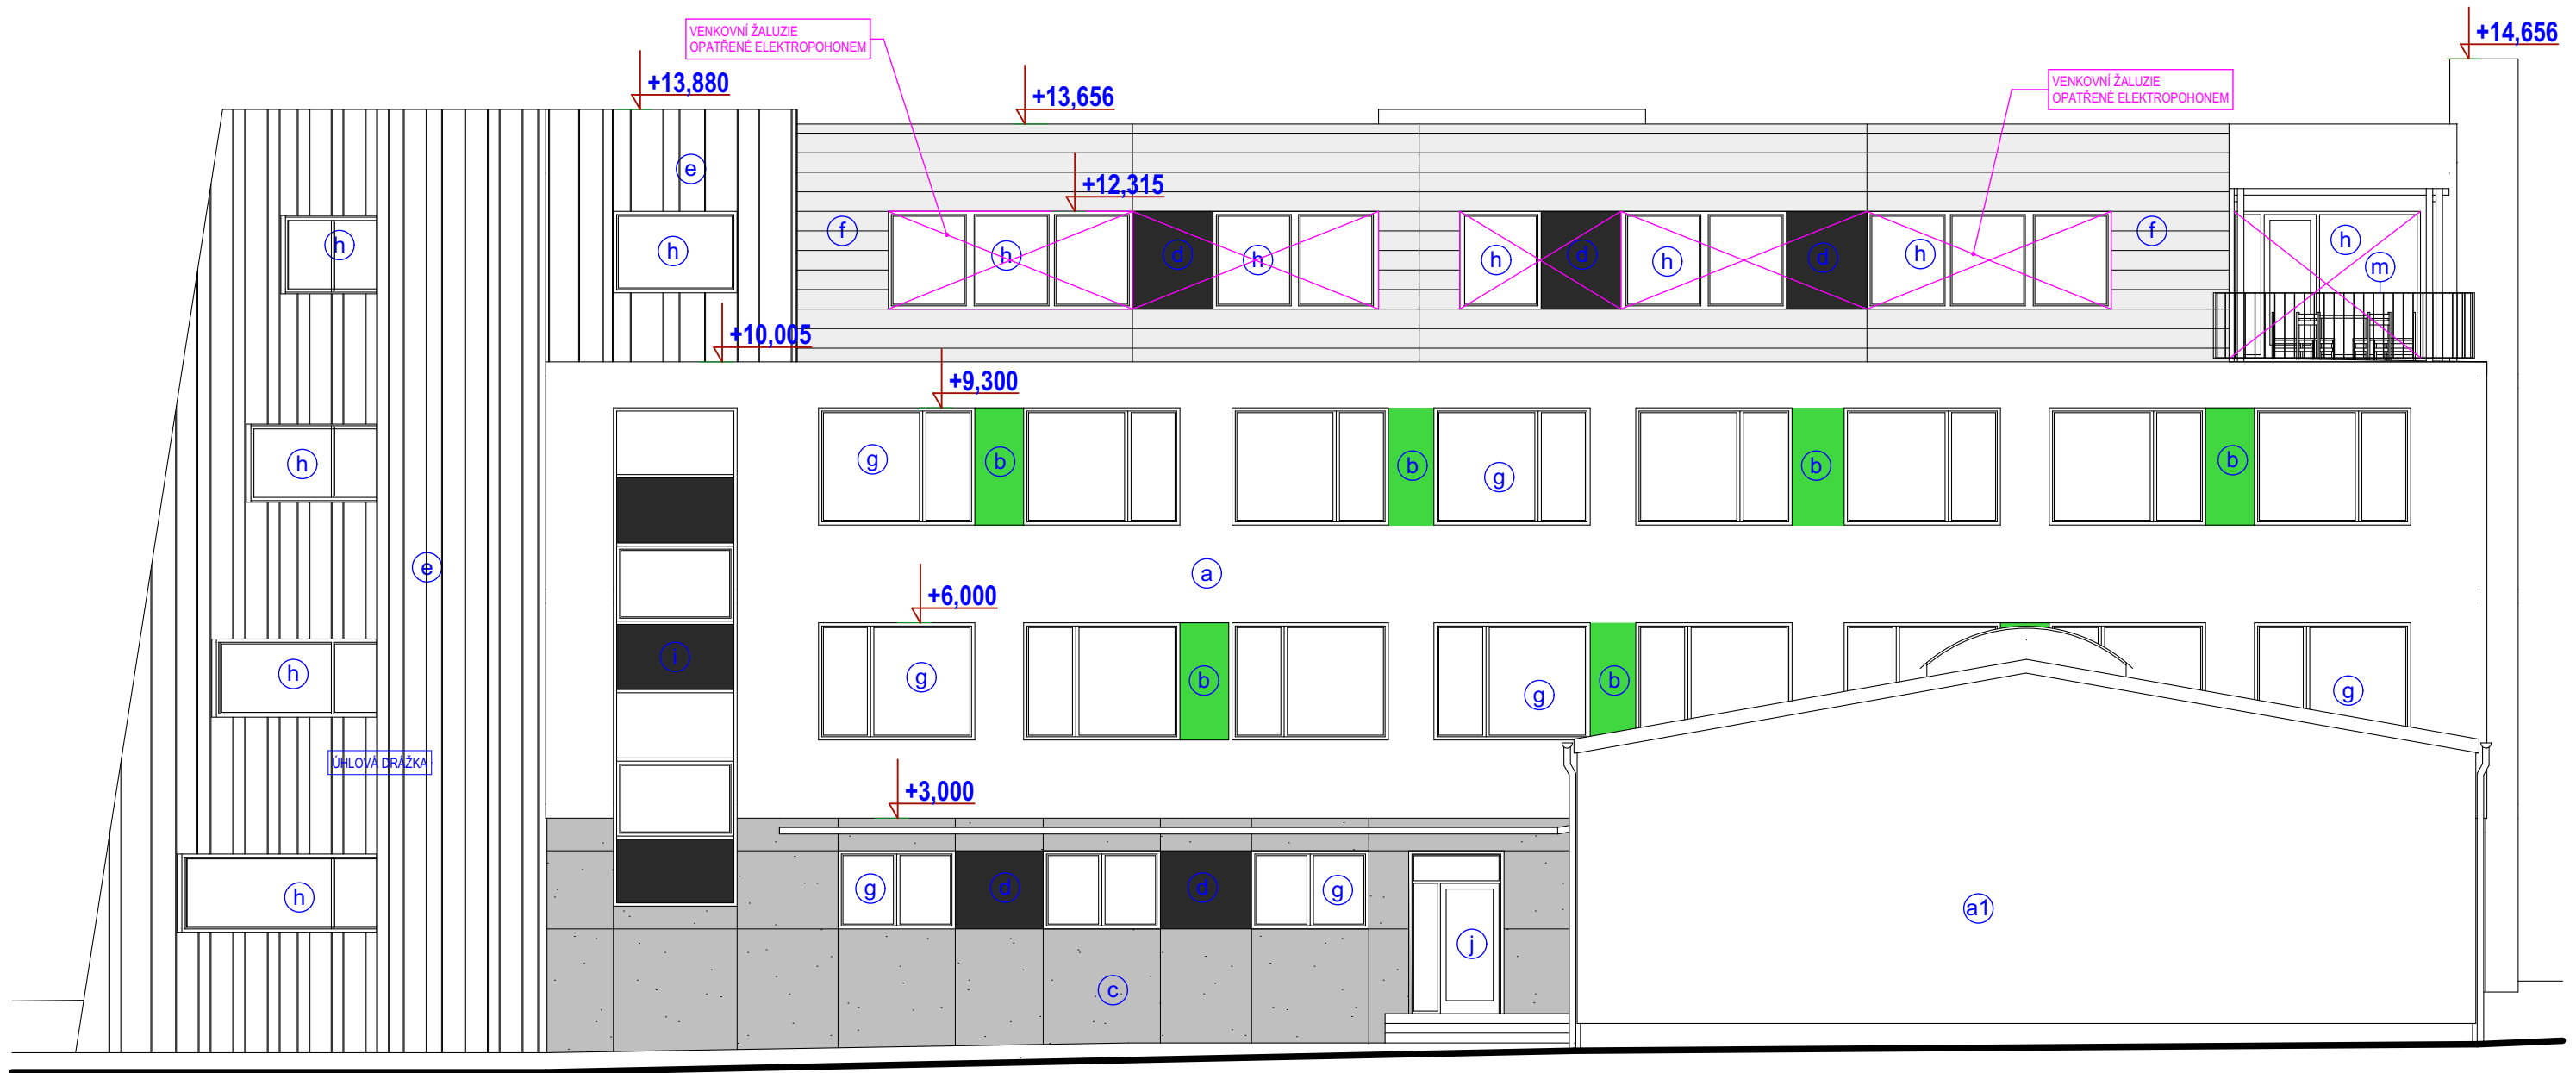 VENKOVNÍ ŽALUZIE
OPATŘENÉ ELEKTROPOHONEM
+14,656
+13,880
+13,656
VENKOVNÍ ŽALUZIE
OPATŘENÉ ELEKTROPOHONEM
e
+12,315
f
f
h
h
h
d
h
h
d
h
d
h
h
m
+10,005
+9,300
h
g
b
b
g
b
b
e
a
+6,000
h
i
g
b
g
b
g
ÚHLOVÁ DRÁŽKA
+3,000
h
g
d
d
g
j
a1
c